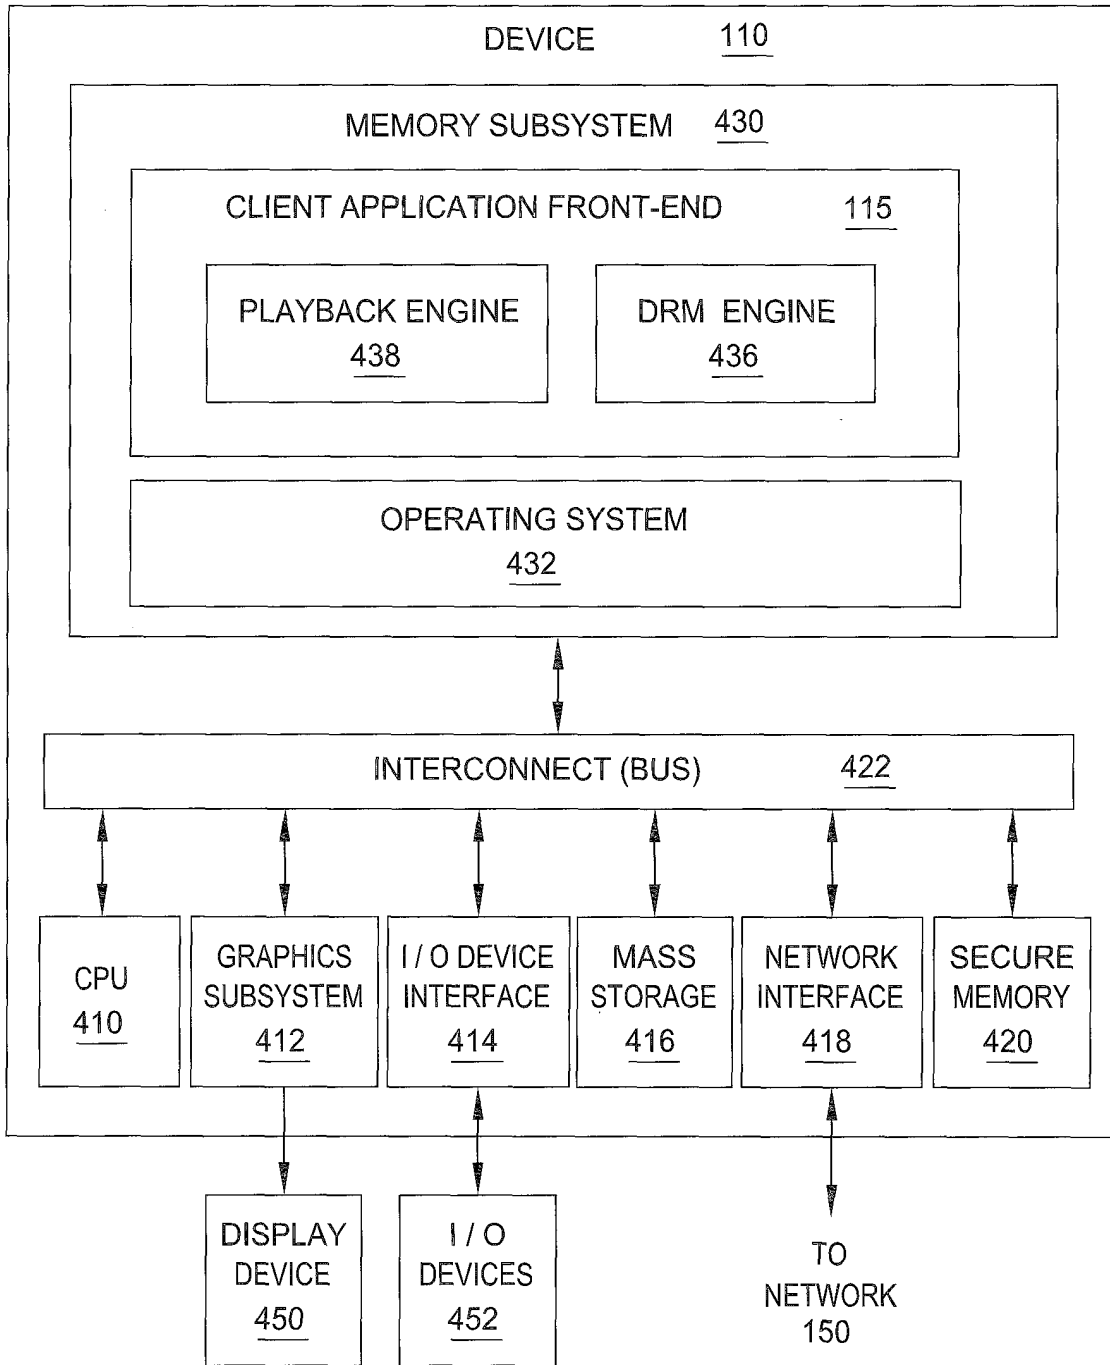 DEVICE 110
MEMORY SUBSYSTEM 430
CLIENT APPLICATION FRONT-END 115
PLAYBACK ENGINE
438
DRM ENGINE
436
OPERATING SYSTEM
432
INTERCONNECT (BUS) 422
CPU
410
GRAPHICS
SUBSYSTEM
412
I / O DEVICE
INTERFACE
414
MASS
STORAGE
416
NETWORK
INTERFACE
418
SECURE
MEMORY
420
DISPLAY
DEVICE
450
I / O
DEVICES
452
TO
NETWORK
150